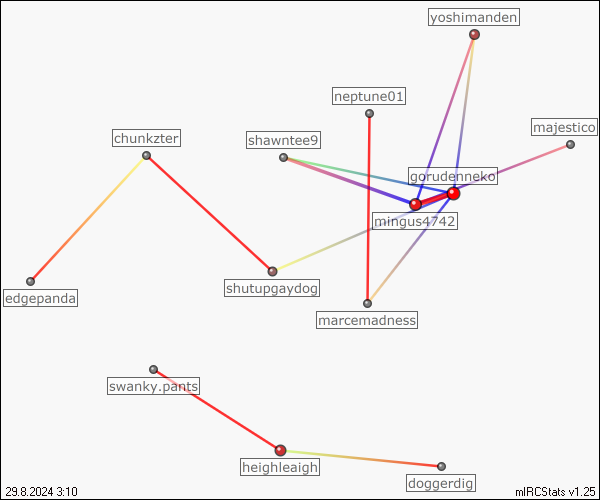 yoshimanden
neptune01
majestico
chunkzter
shawntee9
gorudenneko
mingus4742
shutupgaydog
edgepanda
marcemadness
swanky.pants
heighleaigh
doggerdig
29.8.2024 3:10
mIRCStats v1.25